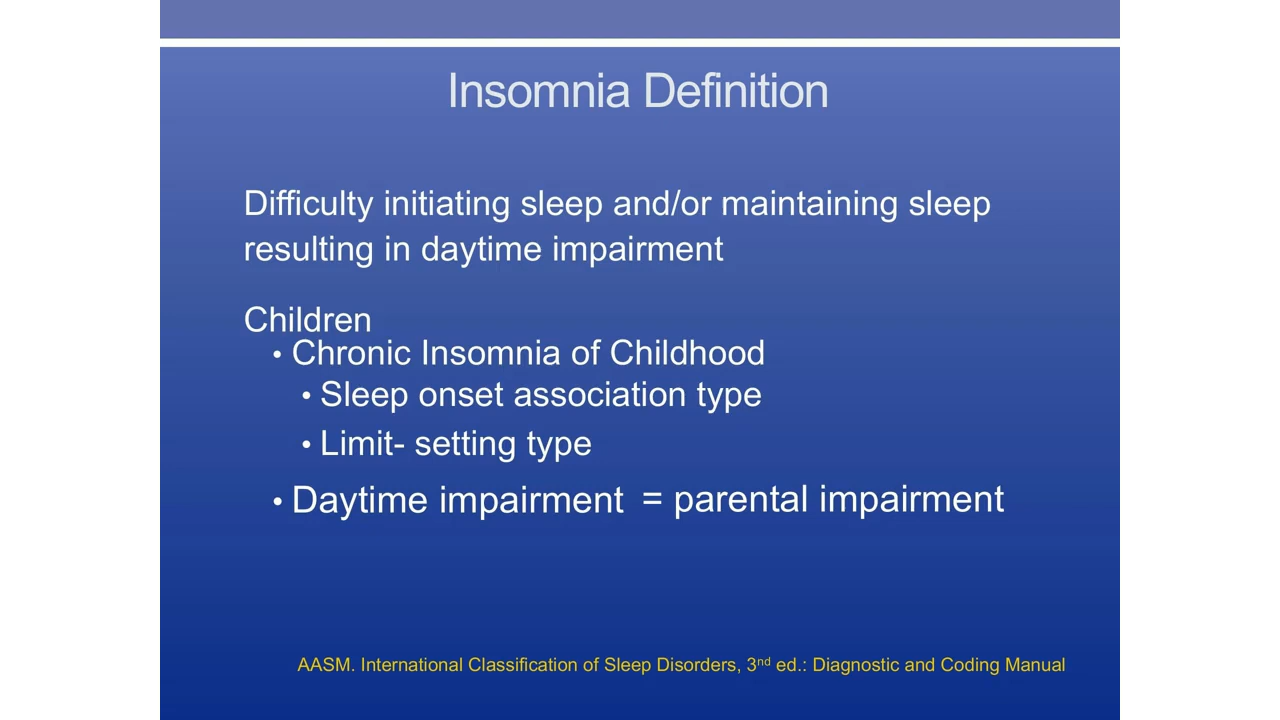 Insomnia Definition
Difficulty initiating sleep and/or maintaining sleep
resulting in daytime impairment
Children
• Chronic Insomnia of Childhood
• Sleep onset association type
• Limit- setting type
• Daytime impairment = parental impairment
AASM. International Classification of Sleep Disorders, 3nd ed.: Diagnostic and Coding Manual